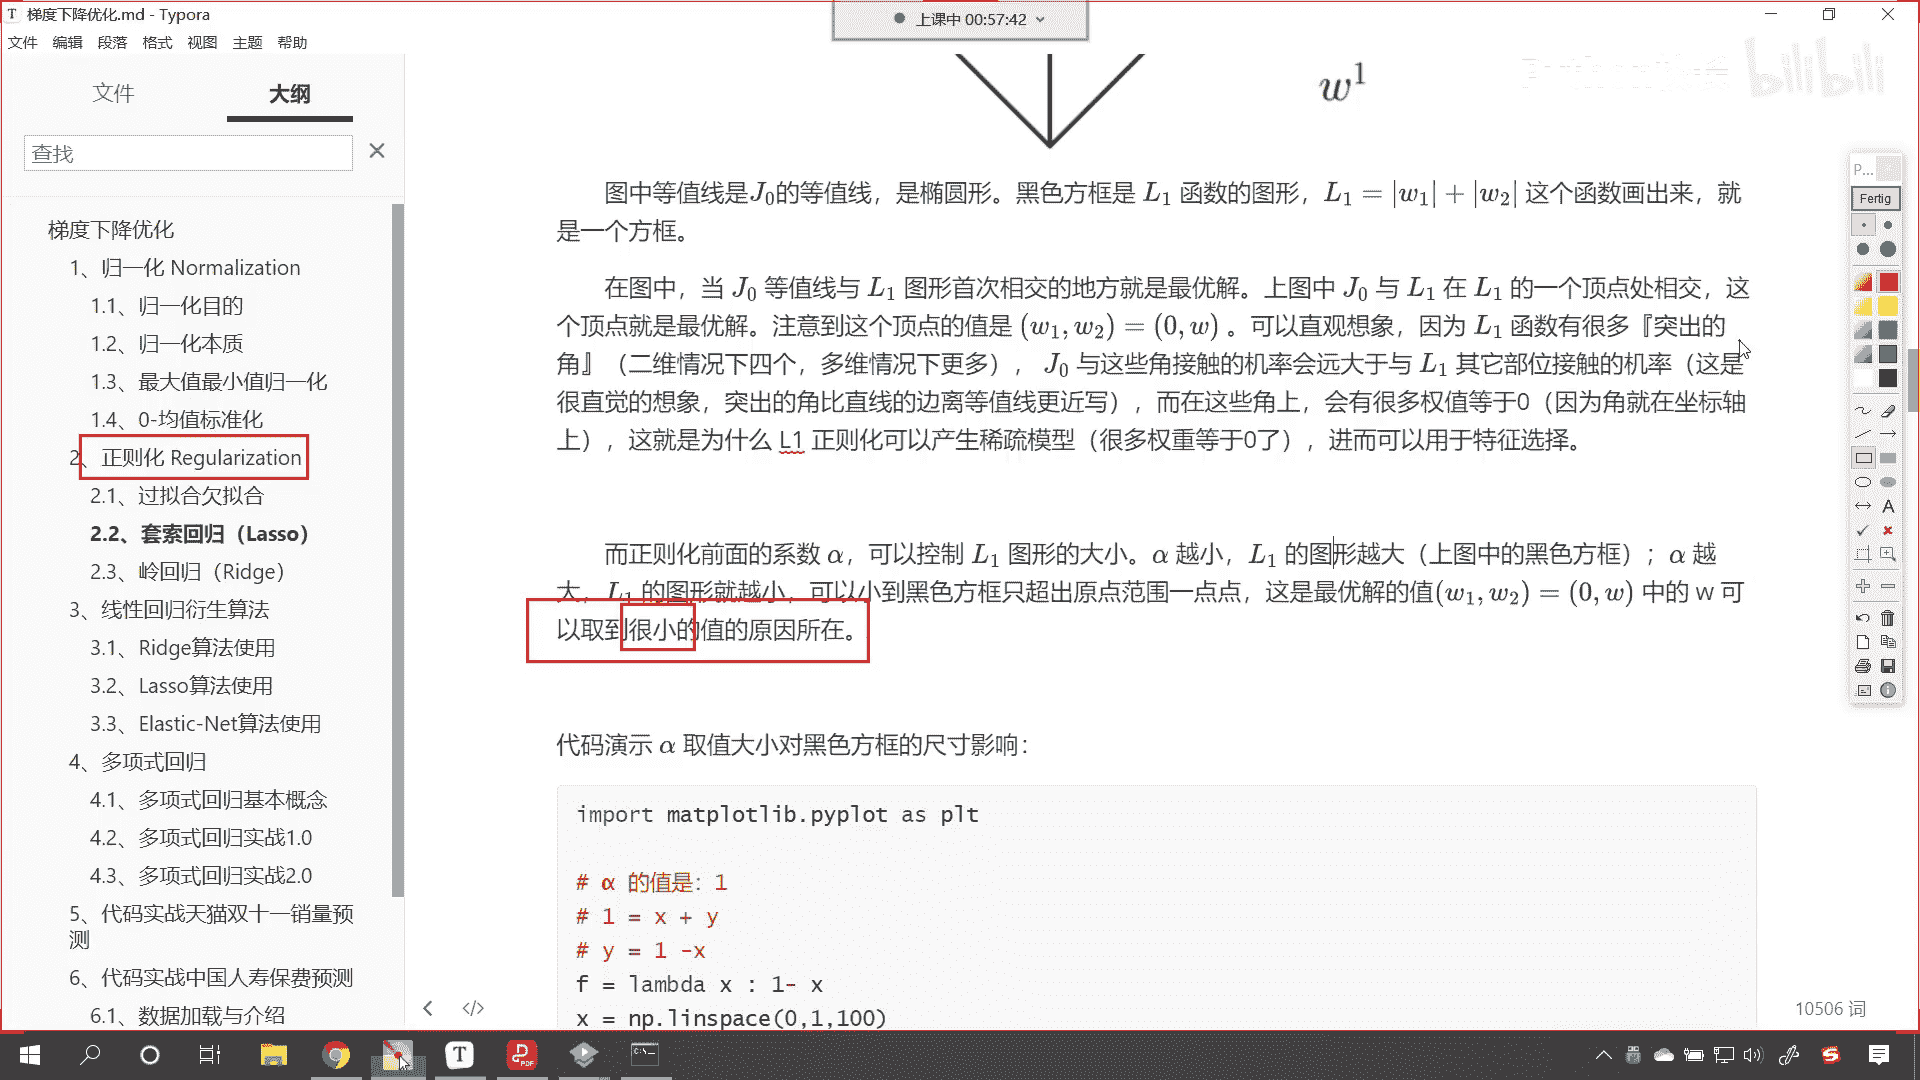 梯度下降优化.md - Typora
上课中 00:57:42
文件 编辑 段落 格式 视图 主题 帮助
文件 大纲
查找
梯度下降优化
1、归一化 Normalization
1.1、归一化目的
1.2、归一化本质
1.3、最大值最小值归一化
1.4、0-均值标准化
2、正则化 Regularization
2.1、过拟合欠拟合
2.2、套索回归（Lasso）
2.3、岭回归（Ridge）
3、线性回归衍生算法
3.1、Ridge算法使用
3.2、Lasso算法使用
3.3、Elastic-Net算法使用
4、多项式回归
4.1、多项式回归基本概念
4.2、多项式回归实战1.0
4.3、多项式回归实战2.0
5、代码实战天猫双十一销量预
测
6、代码实战中国人寿保费预测
6.1、数据加载与介绍
w¹
bilibili
图中等值线是J₀的等值线，是椭圆形。黑色方框是 L₁ 函数的图形，L₁ = |w₁| + |w₂| 这个函数画出来，就
是一个方框。
在图中，当 J₀ 等值线与 L₁ 图形首次相交的地方就是最优解。上图中 J₀ 与 L₁ 在 L₁ 的一个顶点处相交，这
个顶点就是最优解。注意到这个顶点的值是 (w₁, w₂) = (0, w) 。可以直观想象，因为 L₁ 函数有很多『突出的
角』（二维情况下四个，多维情况下更多）， J₀ 与这些角接触的机率会远大于与 L₁ 其它部位接触的机率（这是
很直觉的想象，突出的角比直线的边离等值线更近写），而在这些角上，会有很多权值等于0（因为角就在坐标轴
上），这就是为什么 L1 正则化可以产生稀疏模型（很多权重等于0了），进而可以用于特征选择。
而正则化前面的系数 α，可以控制 L₁ 图形的大小。α 越小，L₁ 的图形越大（上图中的黑色方框）；α 越
大，L₁ 的图形就越小，可以小到黑色方框只超出原点范围一点点，这是最优解的值(w₁, w₂) = (0, w) 中的 w 可
以取到很小的值的原因所在。
代码演示 α 取值大小对黑色方框的尺寸影响：
import matplotlib.pyplot as plt
# α 的值是：1
# 1 = x + y
# y = 1 -x
f = lambda x : 1- x
x = np.linspace(0,1,100)
</> 10506 词
P...
Fertig
A